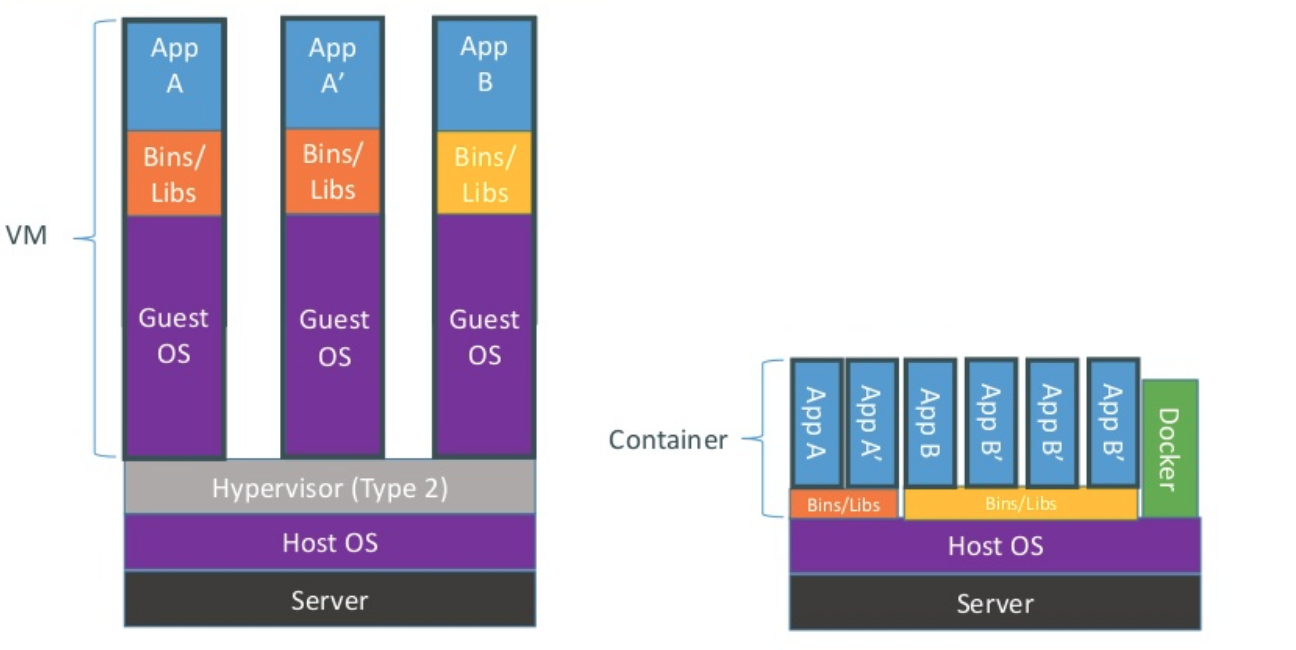 VM
App
A
Bins/
Libs
Guest
OS
App
A’
Bins/
Libs
Guest
OS
App
B
Bins/
Libs
Guest
OS
Hypervisor (Type 2)
Host OS
Server
Container
App A
App A’
App B
App B’
App B’
App B’
Docker
Bins/Libs
Bins/Libs
Host OS
Server